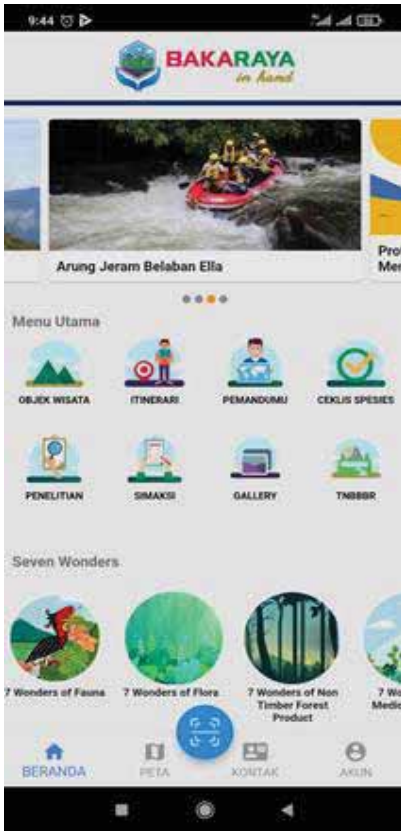 9:44
BAKARAYA
in hand
Arung Jeram Belaban Ella
Menu Utama
OBJEK WISATA
ITINERARI
PEMANDUMU
CEKLIS SPESIES
PENELITIAN
SIMAKSI
GALLERY
TNBBBR
Seven Wonders
7 Wonders of Fauna
7 Wonders of Flora
7 Wonders of Non
Timber Forest
Product
BERANDA
PETA
KONTAK
AKUN